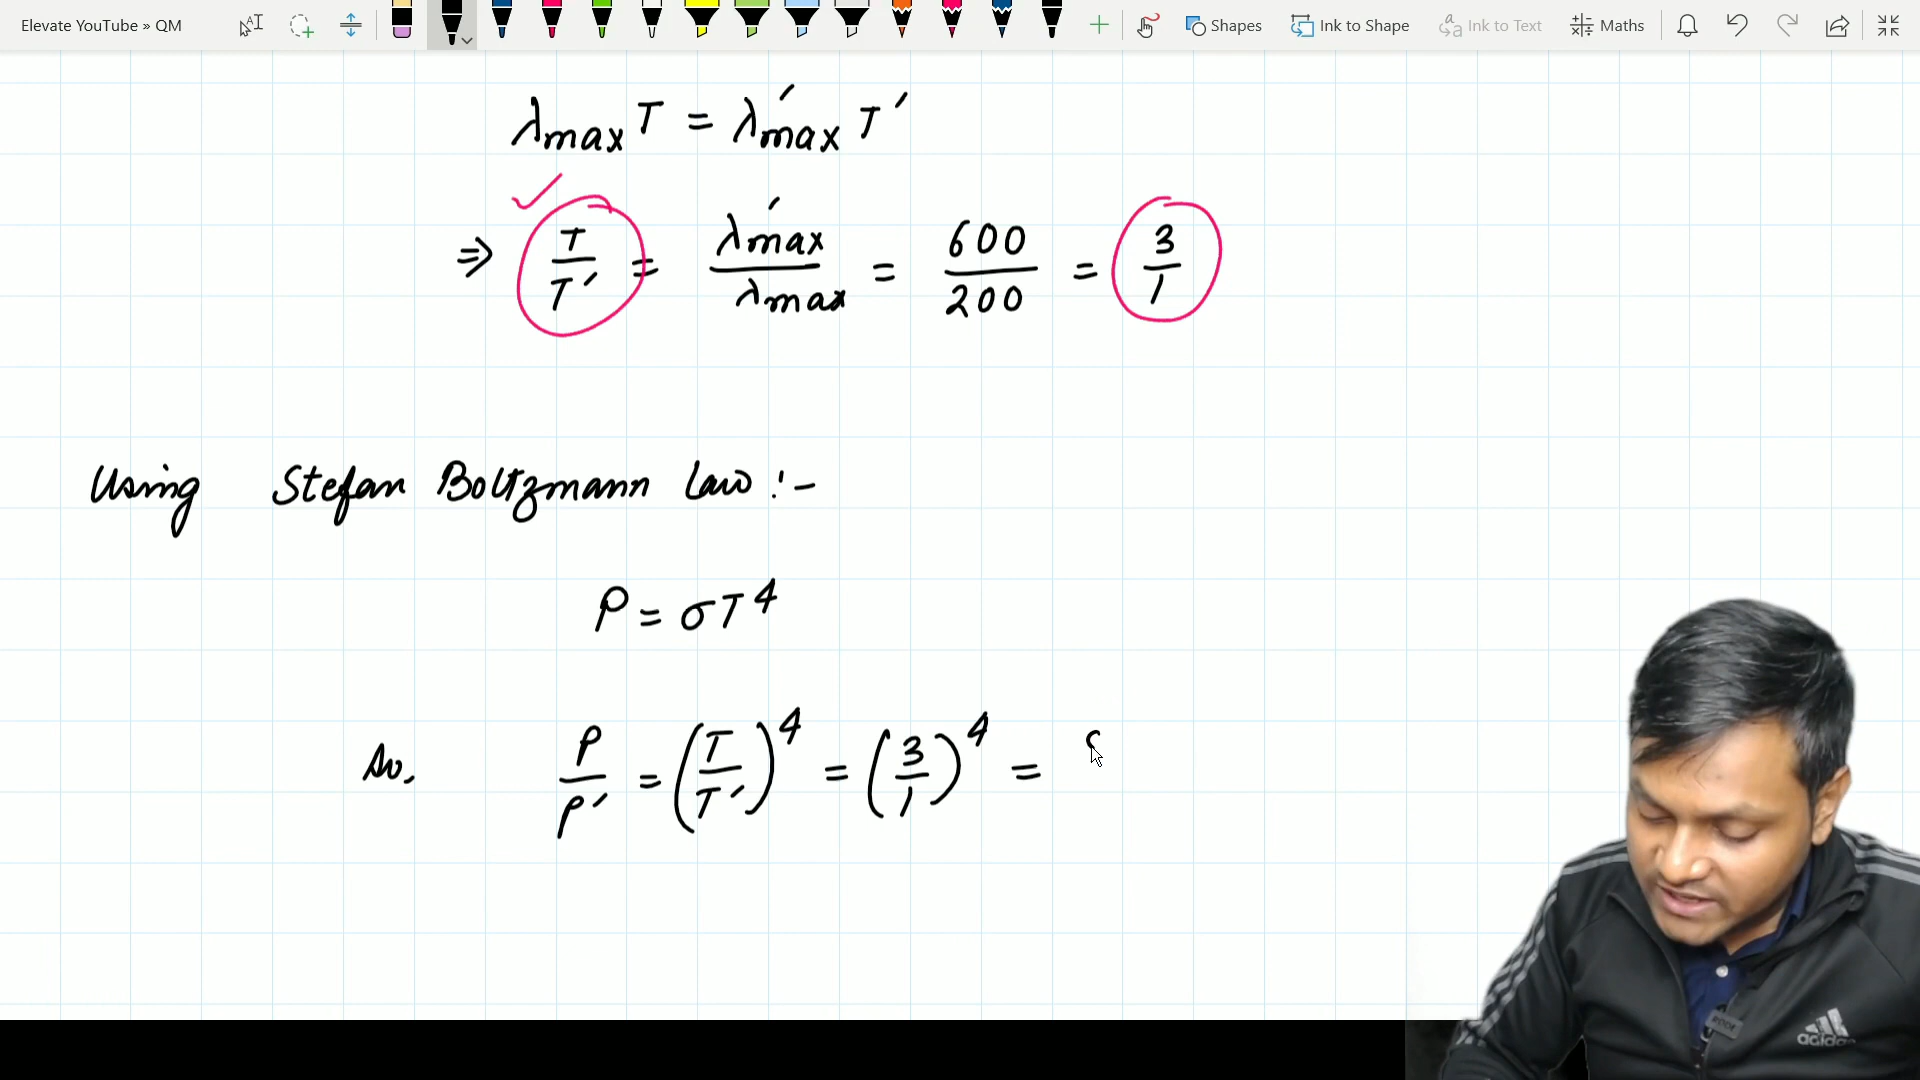 Elevate YouTube » QM Shapes Ink to Shape Ink to Text Maths
λmax T = λ′max T′
⇒ T/T′ = λ′max/λmax = 600/200 = 3/1
Using Stefan Boltzmann Law :-
P = σT⁴
So, P/P′ = (T/T′)⁴ = (3/1)⁴ =
adidas